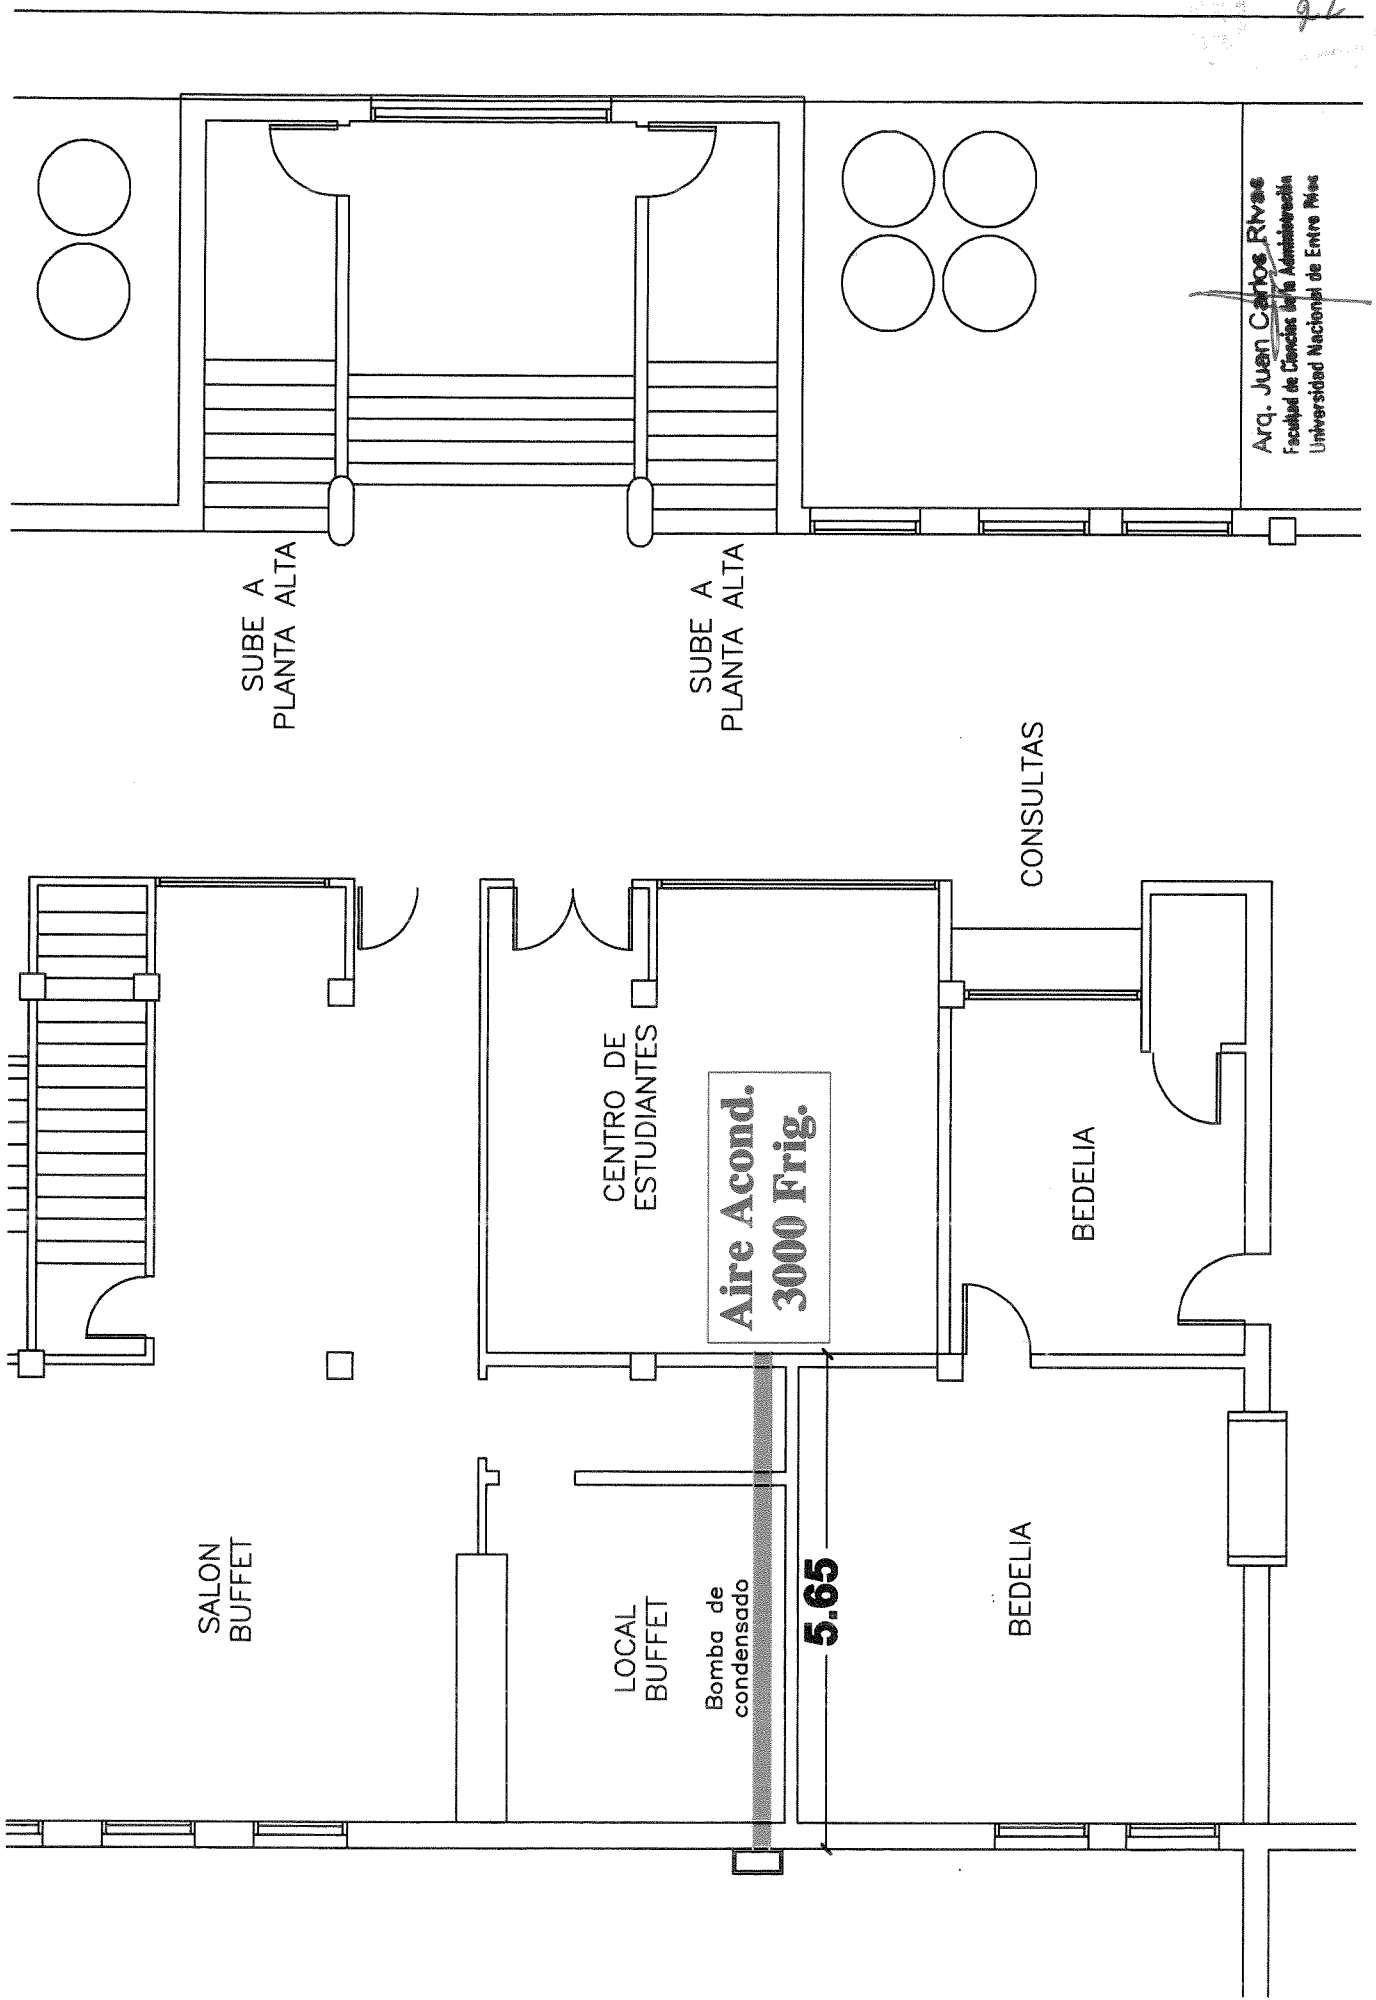 SUBE A
PLANTA ALTA
SUBE A
PLANTA ALTA
Arq. Juan Carlos Rivas
Facultad de Ciencias de la Administración
Universidad Nacional de Entre Ríos
CONSULTAS
CENTRO DE
ESTUDIANTES
Aire Acond.
3000 Frig.
BEDELIA
SALON
BUFFET
LOCAL
BUFFET
Bomba de
condensado
5.65
BEDELIA